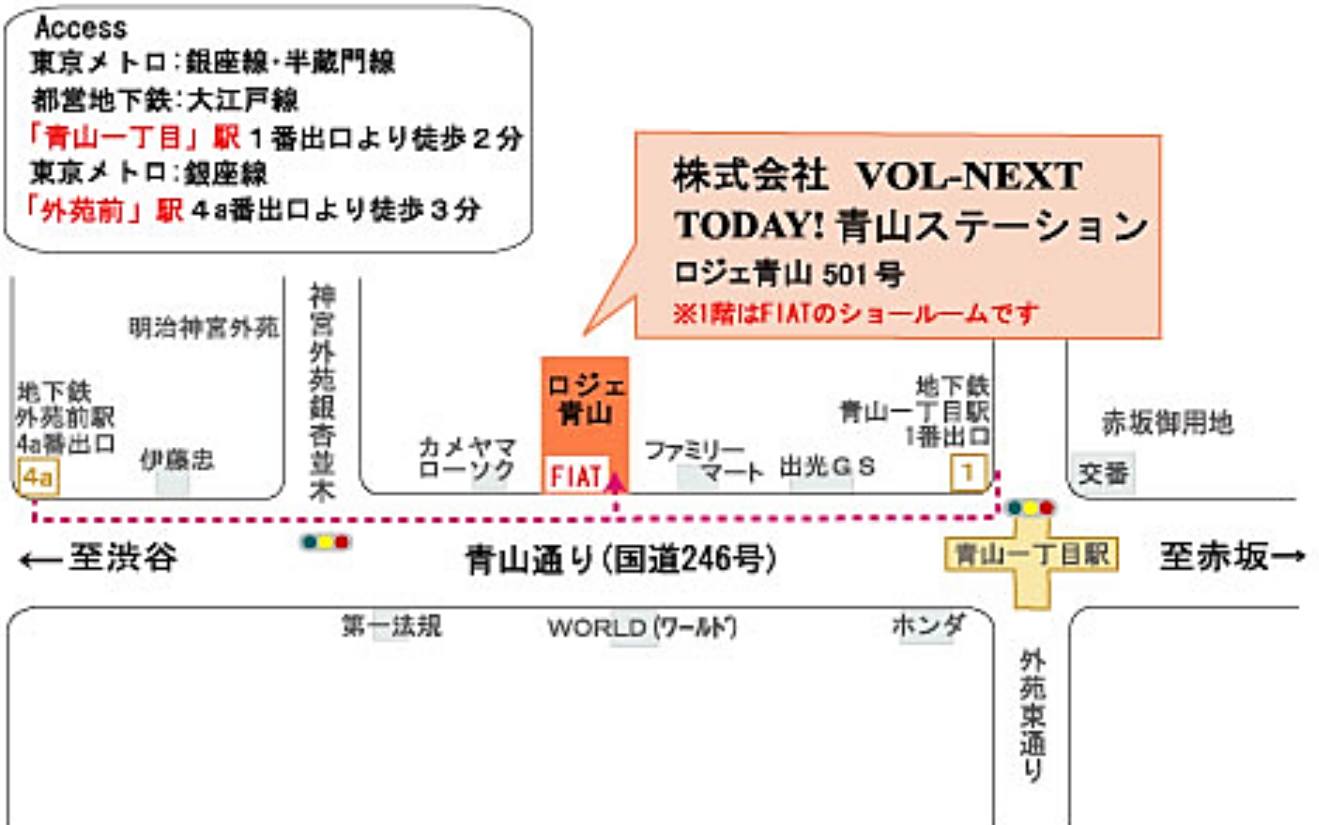 Access
東京メトロ:銀座線・半蔵門線
都営地下鉄:大江戸線
「青山一丁目」駅 1番出口より徒歩2分
東京メトロ:銀座線
「外苑前」駅 4a番出口より徒歩3分
株式会社 VOL-NEXT
TODAY! 青山ステーション
ロジェ青山 501号
※1階はFIATのショールームです
明治神宮外苑
神宮外苑銀杏並木
地下鉄
外苑前駅
4a番出口
4a
伊藤忠
カメヤマ
ローソク
ロジェ
青山
FIAT
ファミリー
マート
出光GS
地下鉄
青山一丁目駅
1番出口
1
赤坂御用地
交番
←至渋谷
青山通り(国道246号)
青山一丁目駅
至赤坂→
第一法規
WORLD (ワールド)
ホンダ
外苑東通り